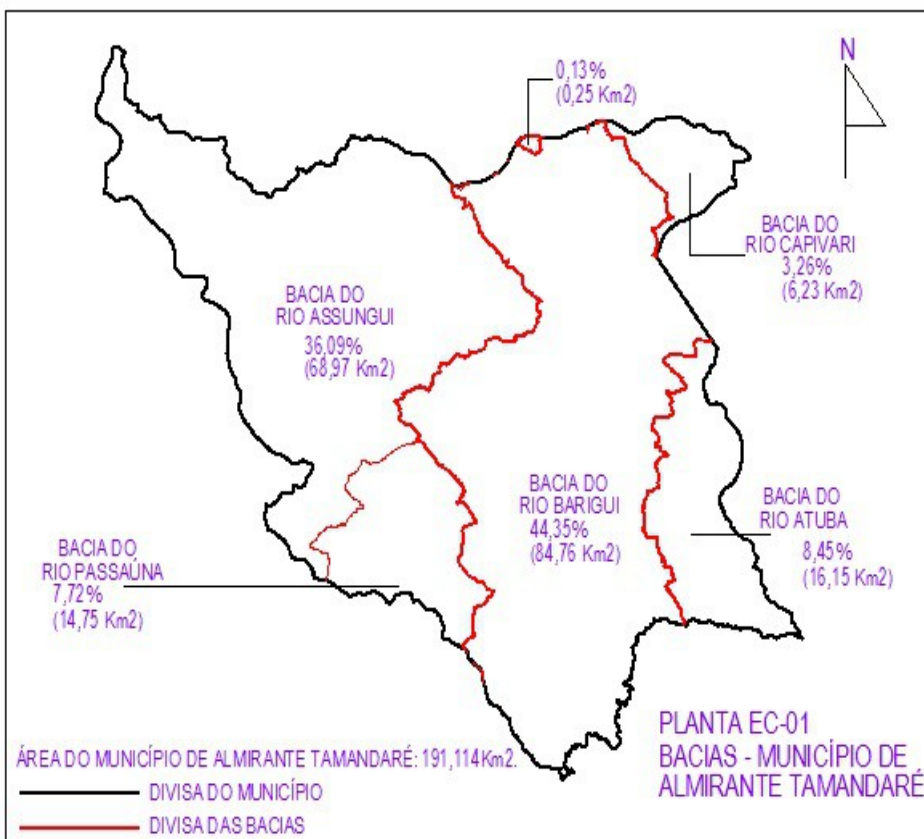 0,13%
(0,25 Km2)
N
BACIA DO
RIO CAPIVARI
3,26%
(6,23 Km2)
BACIA DO
RIO ASSUNGUI
36,09%
(68,97 Km2)
BACIA DO
RIO BARIGUI
44,35%
(84,76 Km2)
BACIA DO
RIO ATUBA
8,45%
(16,15 Km2)
BACIA DO
RIO PASSAÚNA
7,72%
(14,75 Km2)
PLANTA EC-01
BACIAS - MUNICÍPIO DE
ALMIRANTE TAMANDARÉ
ÁREA DO MUNICÍPIO DE ALMIRANTE TAMANDARÉ: 191,114Km2.
DIVISA DO MUNICÍPIO
DIVISA DAS BACIAS